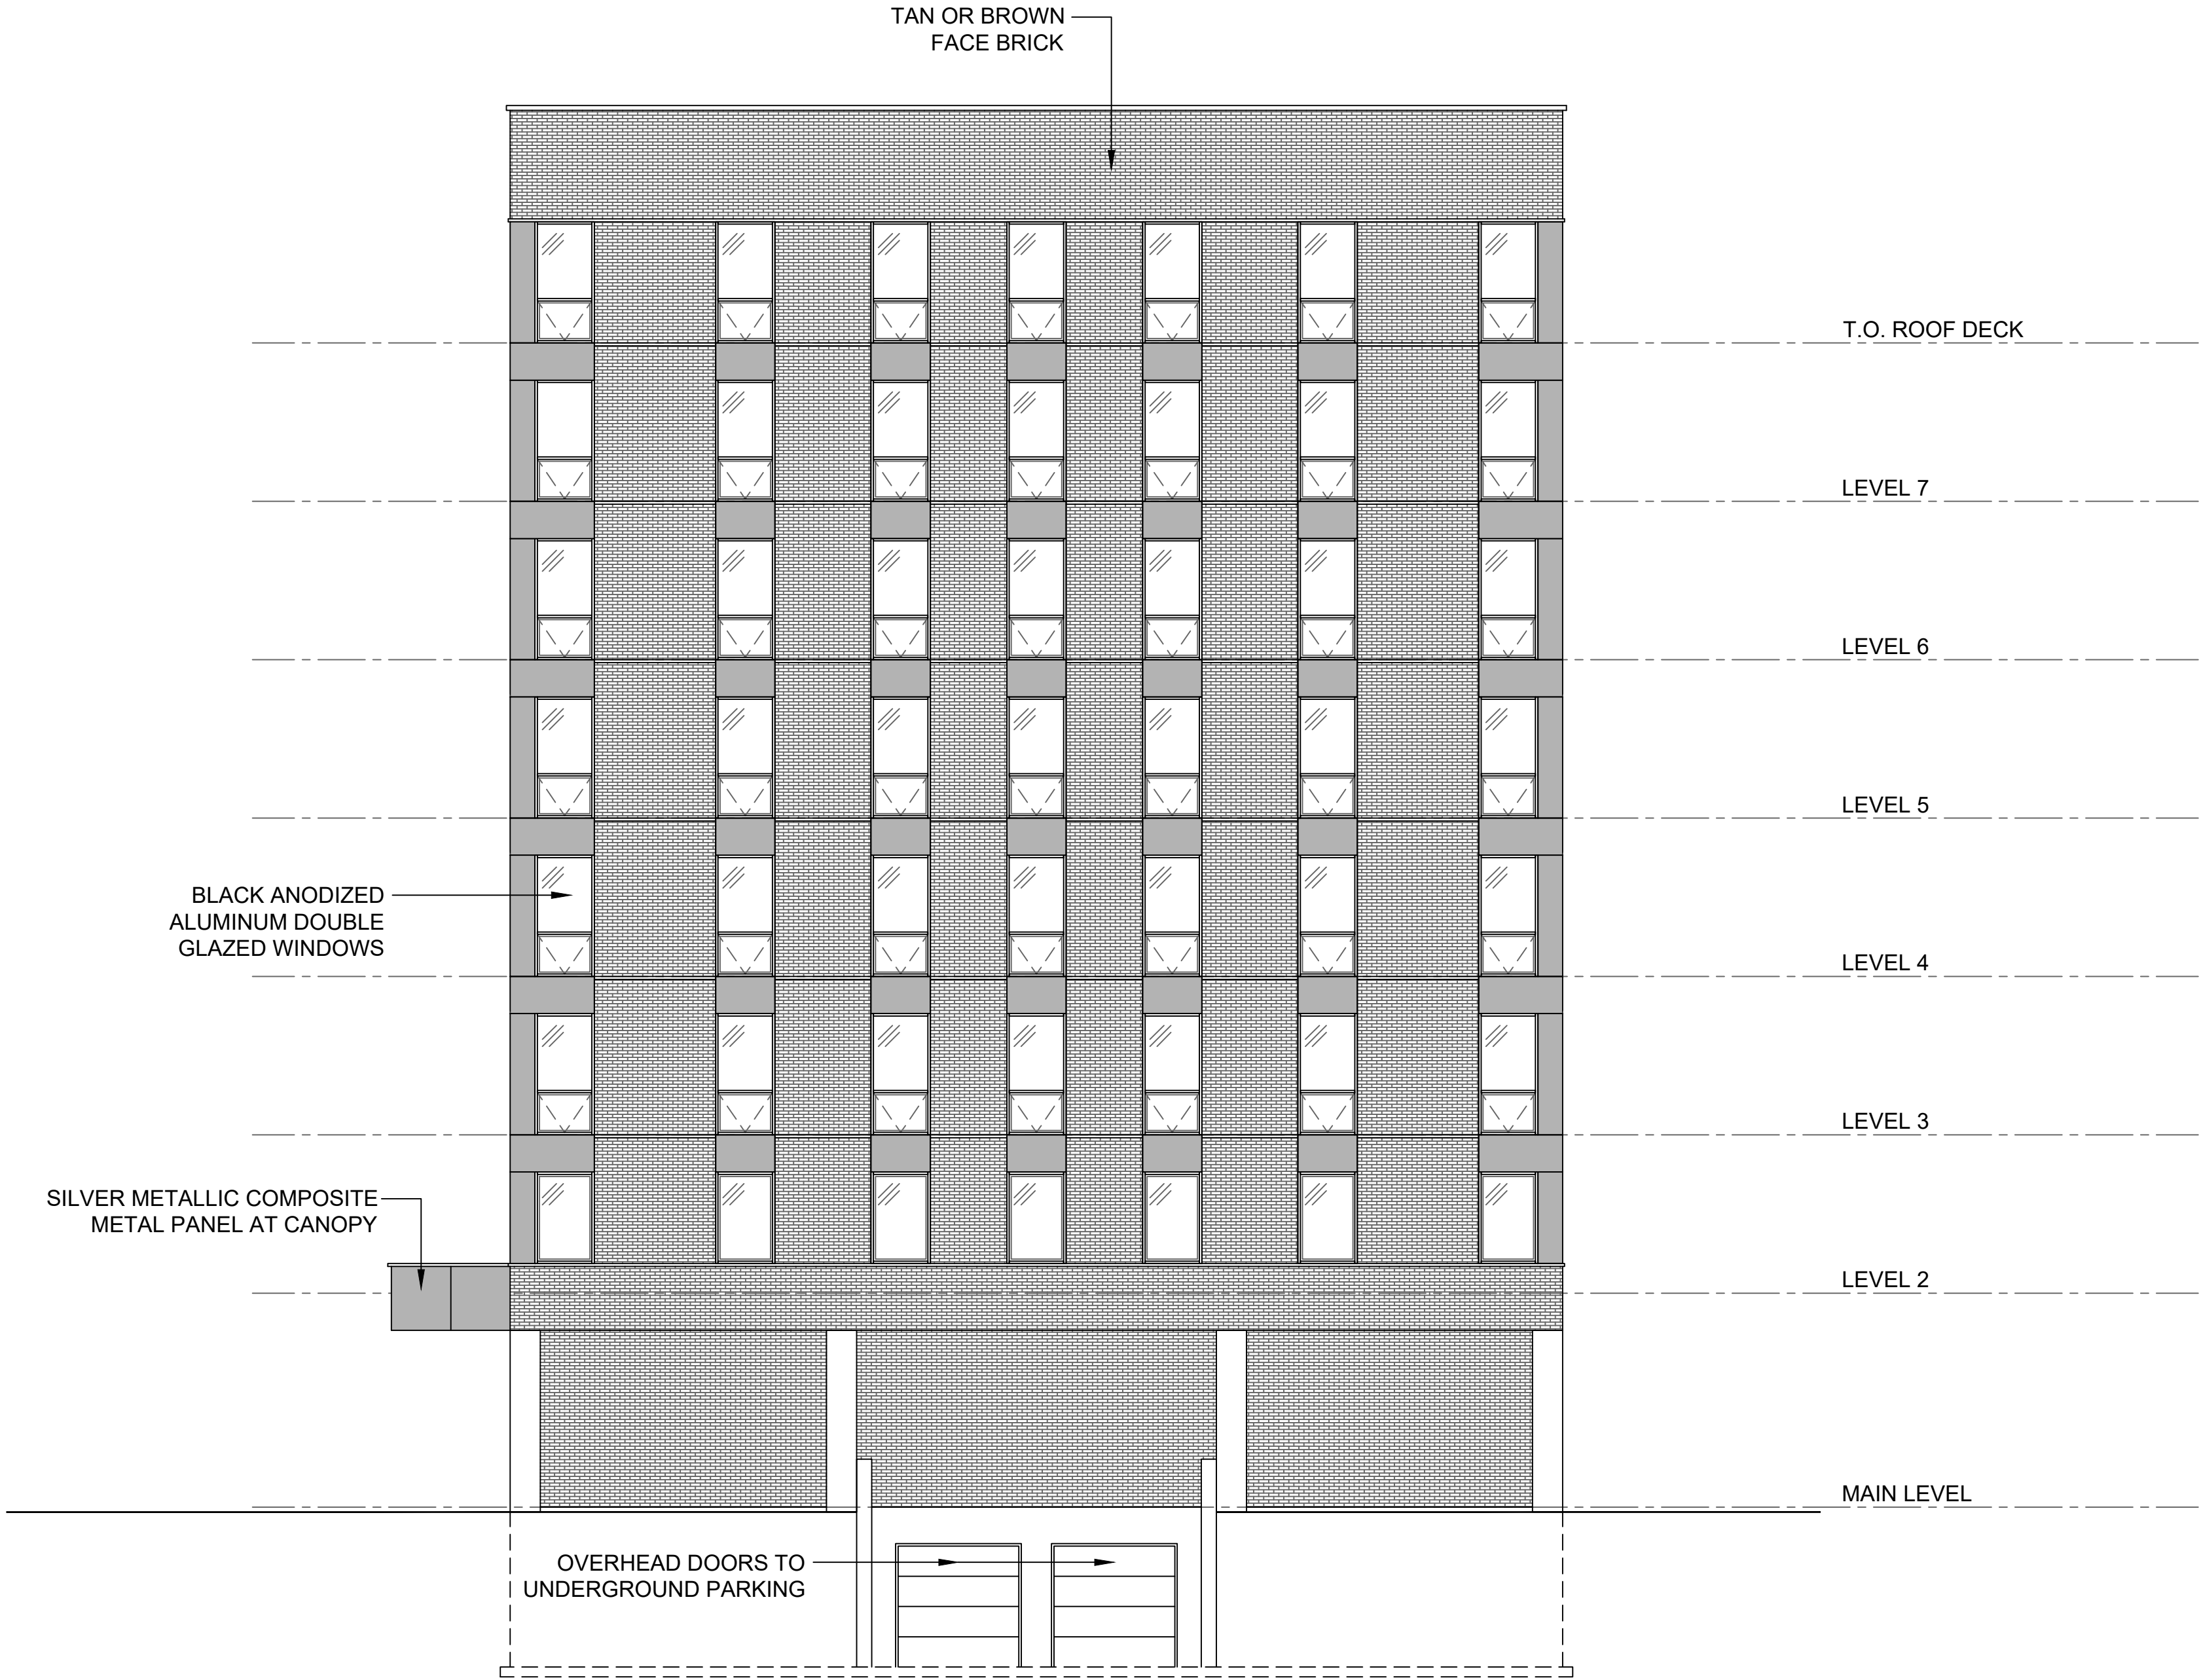 TAN OR BROWN
FACE BRICK
T.O. ROOF DECK
LEVEL 7
LEVEL 6
LEVEL 5
BLACK ANODIZED
ALUMINUM DOUBLE
GLAZED WINDOWS
LEVEL 4
LEVEL 3
SILVER METALLIC COMPOSITE
METAL PANEL AT CANOPY
LEVEL 2
MAIN LEVEL
OVERHEAD DOORS TO
UNDERGROUND PARKING